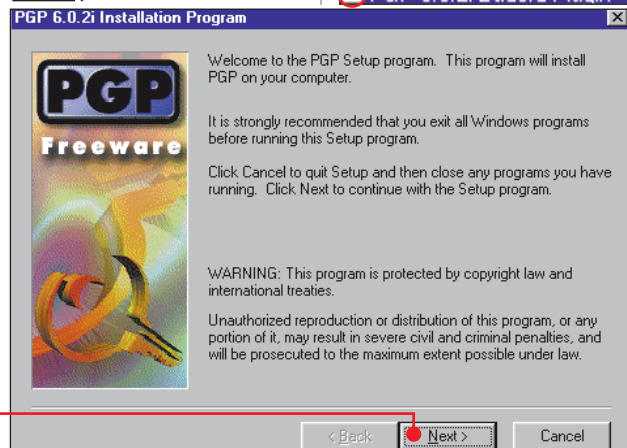 PGP 6.0.2i Installation Program
PGP
Freeware
Welcome to the PGP Setup program. This program will install
PGP on your computer.
It is strongly recommended that you exit all Windows programs
before running this Setup program.
Click Cancel to quit Setup and then close any programs you have
running. Click Next to continue with the Setup program.
WARNING: This program is protected by copyright law and
international treaties.
Unauthorized reproduction or distribution of this program, or any
portion of it, may result in severe civil and criminal penalties, and
will be prosecuted to the maximum extent possible under law.
< Back
Next >
Cancel